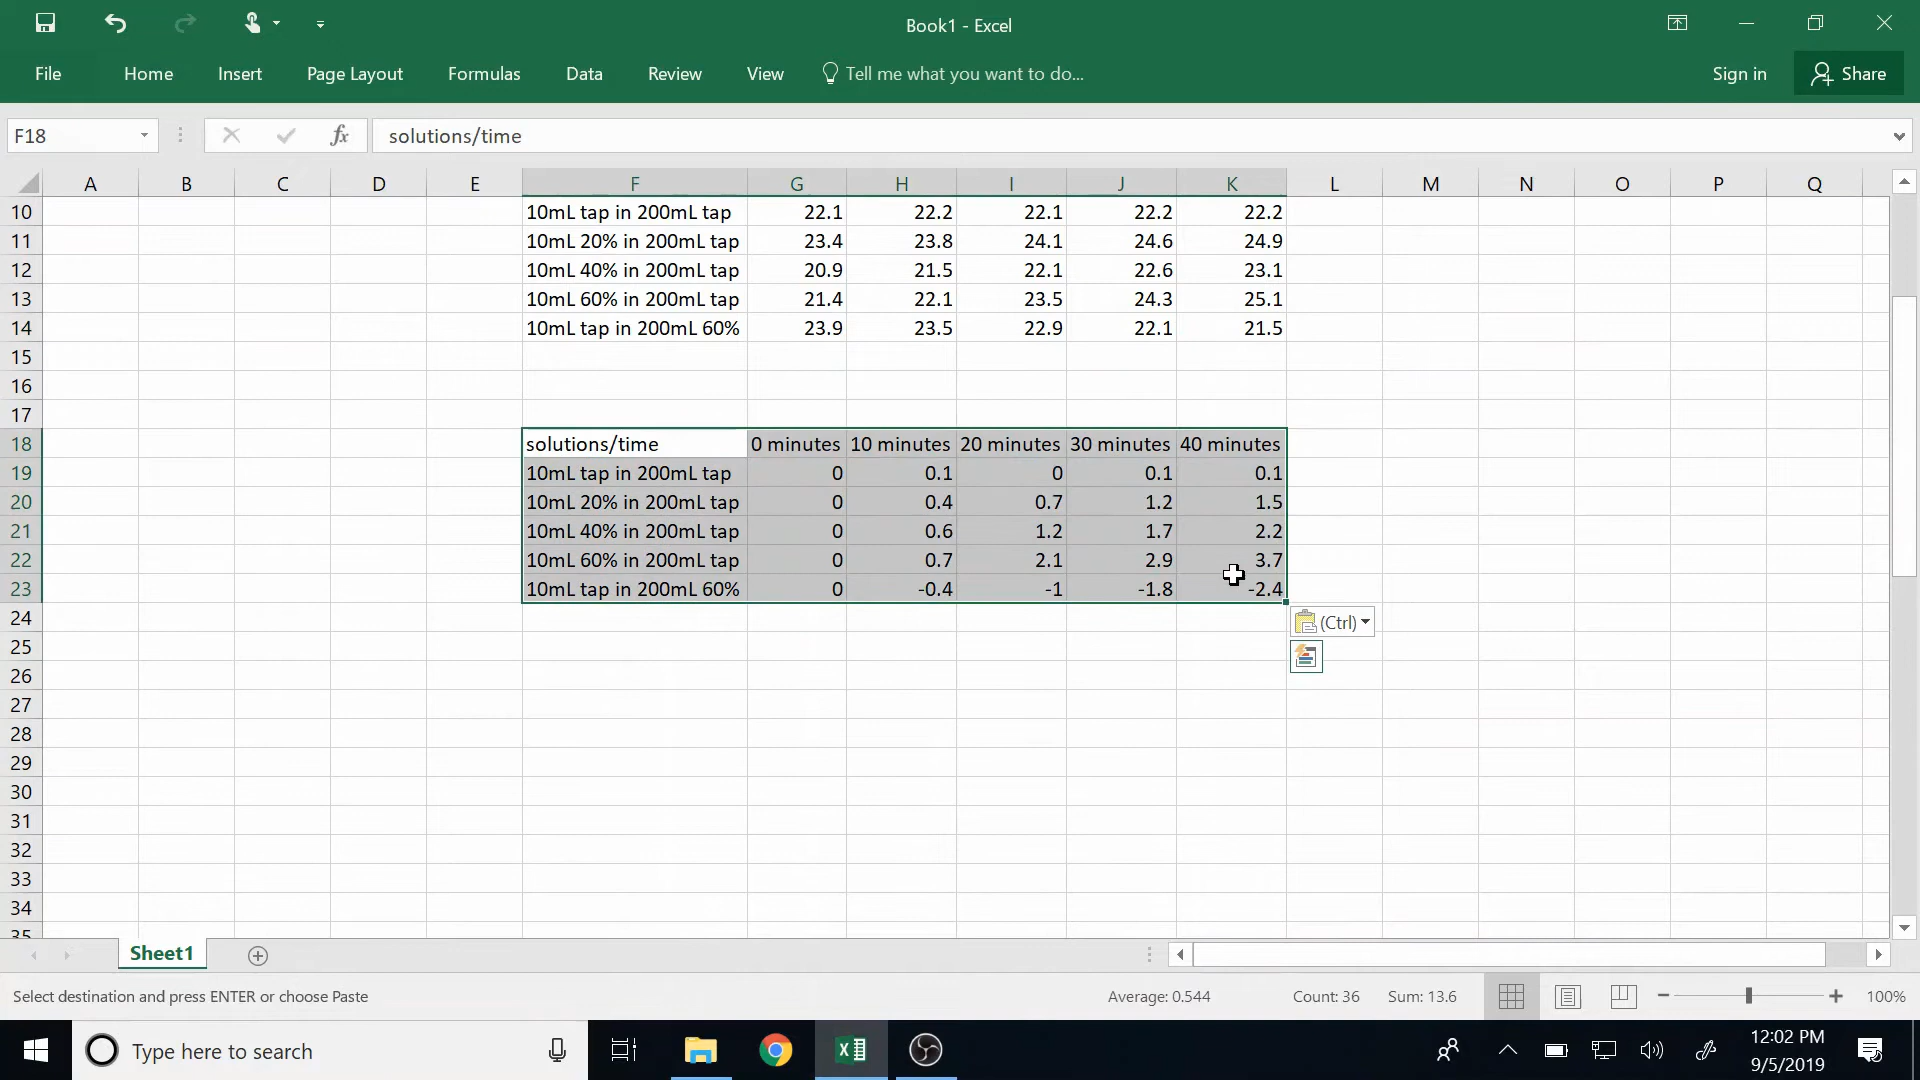 Book1 - Excel
File Home Insert Page Layout Formulas Data Review View Tell me what you want to do... Sign in Share
F18 fx solutions/time
A B C D E F G H I J K L M N O P Q
10 10mL tap in 200mL tap 22.1 22.2 22.1 22.2 22.2
11 10mL 20% in 200mL tap 23.4 23.8 24.1 24.6 24.9
12 10mL 40% in 200mL tap 20.9 21.5 22.1 22.6 23.1
13 10mL 60% in 200mL tap 21.4 22.1 23.5 24.3 25.1
14 10mL tap in 200mL 60% 23.9 23.5 22.9 22.1 21.5
15
16
17
18 solutions/time 0 minutes 10 minutes 20 minutes 30 minutes 40 minutes
19 10mL tap in 200mL tap 0 0.1 0 0.1 0.1
20 10mL 20% in 200mL tap 0 0.4 0.7 1.2 1.5
21 10mL 40% in 200mL tap 0 0.6 1.2 1.7 2.2
22 10mL 60% in 200mL tap 0 0.7 2.1 2.9 3.7
23 10mL tap in 200mL 60% 0 -0.4 -1 -1.8 -2.4
24 (Ctrl)
25
26
27
28
29
30
31
32
33
34
35
Sheet1
Select destination and press ENTER or choose Paste Average: 0.544 Count: 36 Sum: 13.6 100%
Type here to search 12:02 PM
9/5/2019